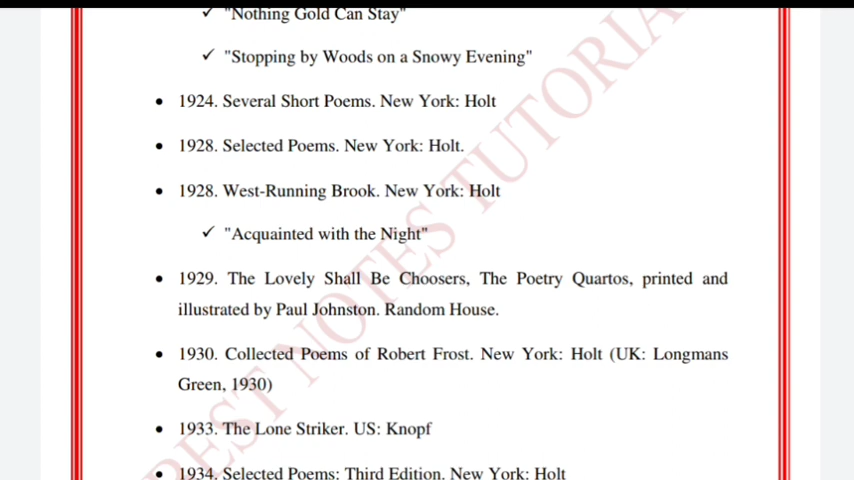 ✓ "Nothing Gold Can Stay"
✓ "Stopping by Woods on a Snowy Evening"
• 1924. Several Short Poems. New York: Holt
• 1928. Selected Poems. New York: Holt.
• 1928. West-Running Brook. New York: Holt
✓ "Acquainted with the Night"
• 1929. The Lovely Shall Be Choosers, The Poetry Quartos, printed and
illustrated by Paul Johnston. Random House.
• 1930. Collected Poems of Robert Frost. New York: Holt (UK: Longmans
Green, 1930)
• 1933. The Lone Striker. US: Knopf
• 1934. Selected Poems: Third Edition. New York: Holt
BEST NOTES TUTORIA